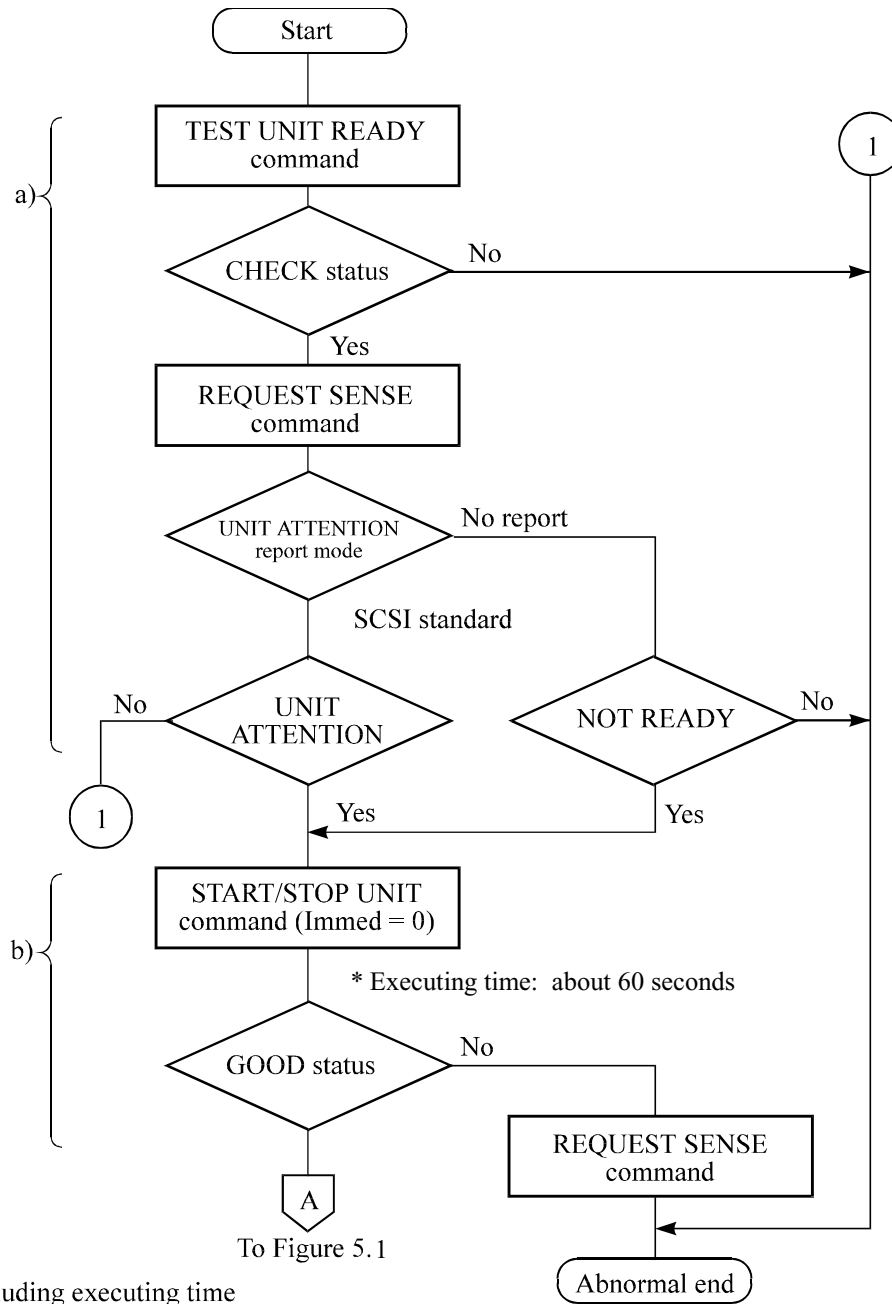 Start
TEST UNIT READY
command
1
a)
CHECK status
No
Yes
REQUEST SENSE
command
UNIT ATTENTION
report mode
No report
SCSI standard
No
UNIT
ATTENTION
NOT READY
No
1
Yes
Yes
START/STOP UNIT
command (Immed = 0)
b)
* Executing time: about 60 seconds
GOOD status
No
REQUEST SENSE
command
A
To Figure 5.1
Abnormal end
executing time